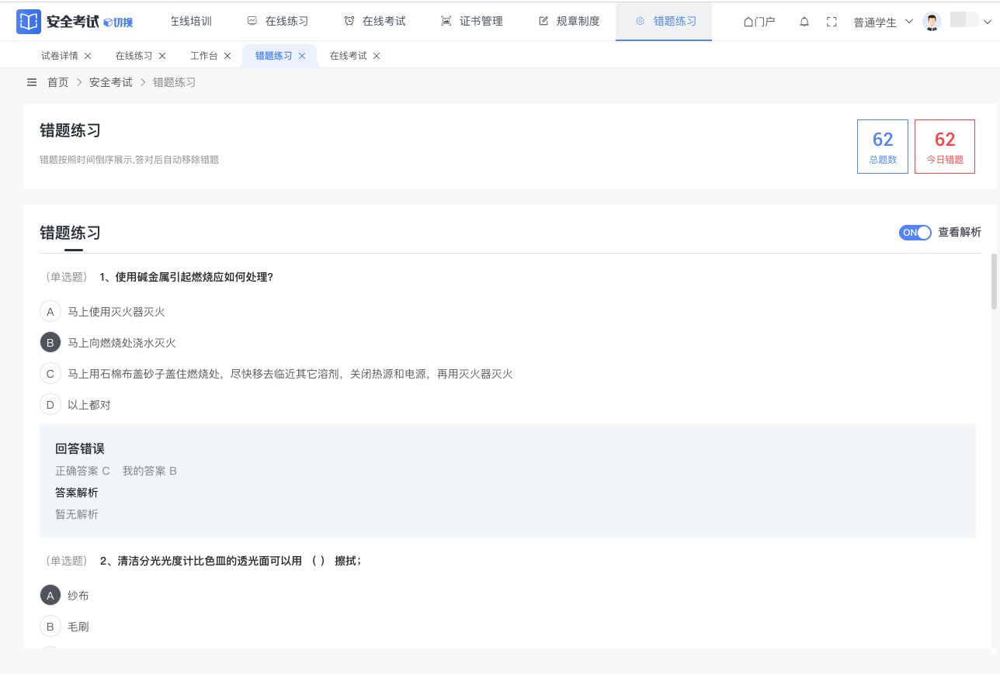 安全考试 切换 在线培训 在线练习 在线考试 证书管理 规章制度 错题练习 门户 普通学生
试卷详情 在线练习 工作台 错题练习 在线考试
首页 > 安全考试 > 错题练习
错题练习
错题按照时间倒序展示,答对后自动移除错题
62 总题数
62 今日错题
错题练习
ON 查看解析
(单选题) 1、使用碱金属引起燃烧应如何处理?
A 马上使用灭火器灭火
B 马上向燃烧处浇水灭火
C 马上用石棉布盖砂子盖住燃烧处，尽快移去临近其它溶剂，关闭热源和电源，再用灭火器灭火
D 以上都对
回答错误
正确答案 C 我的答案 B
答案解析
暂无解析
(单选题) 2、清洁分光光度计比色皿的透光面可以用 （ ） 擦拭；
A 纱布
B 毛刷